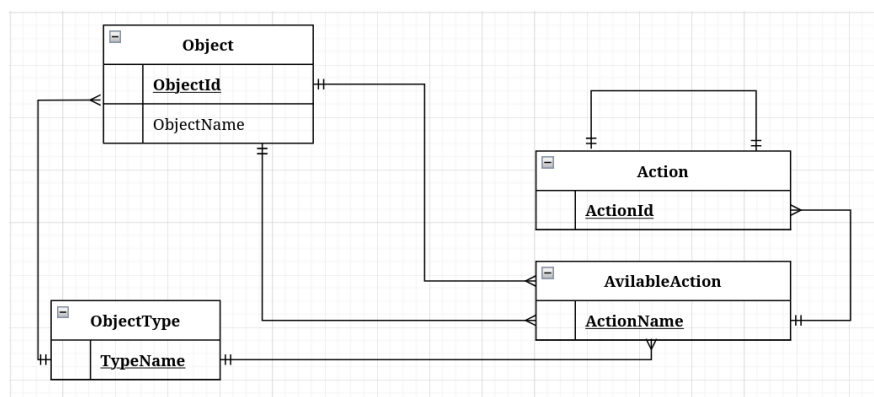 Object
ObjectId
ObjectName
Action
ActionId
AvilableAction
ActionName
ObjectType
TypeName